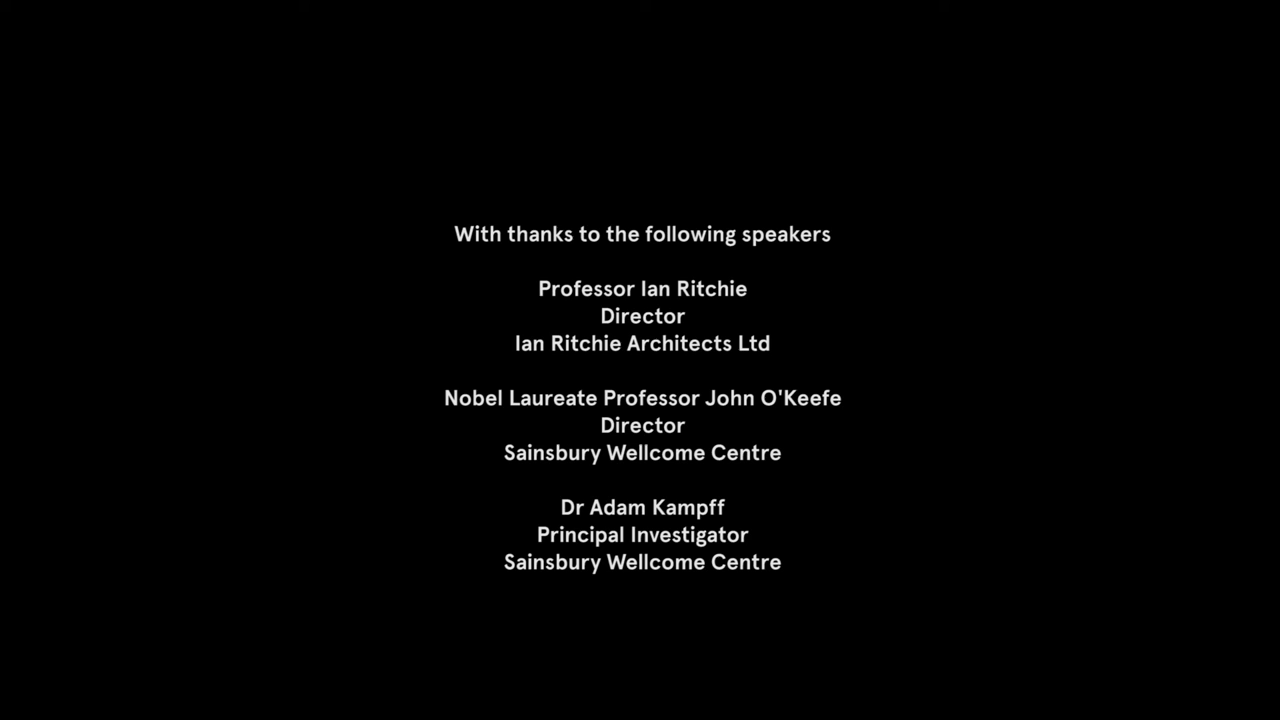 With thanks to the following speakers
Professor Ian Ritchie
Director
Ian Ritchie Architects Ltd
Nobel Laureate Professor John O'Keefe
Director
Sainsbury Wellcome Centre
Dr Adam Kampff
Principal Investigator
Sainsbury Wellcome Centre